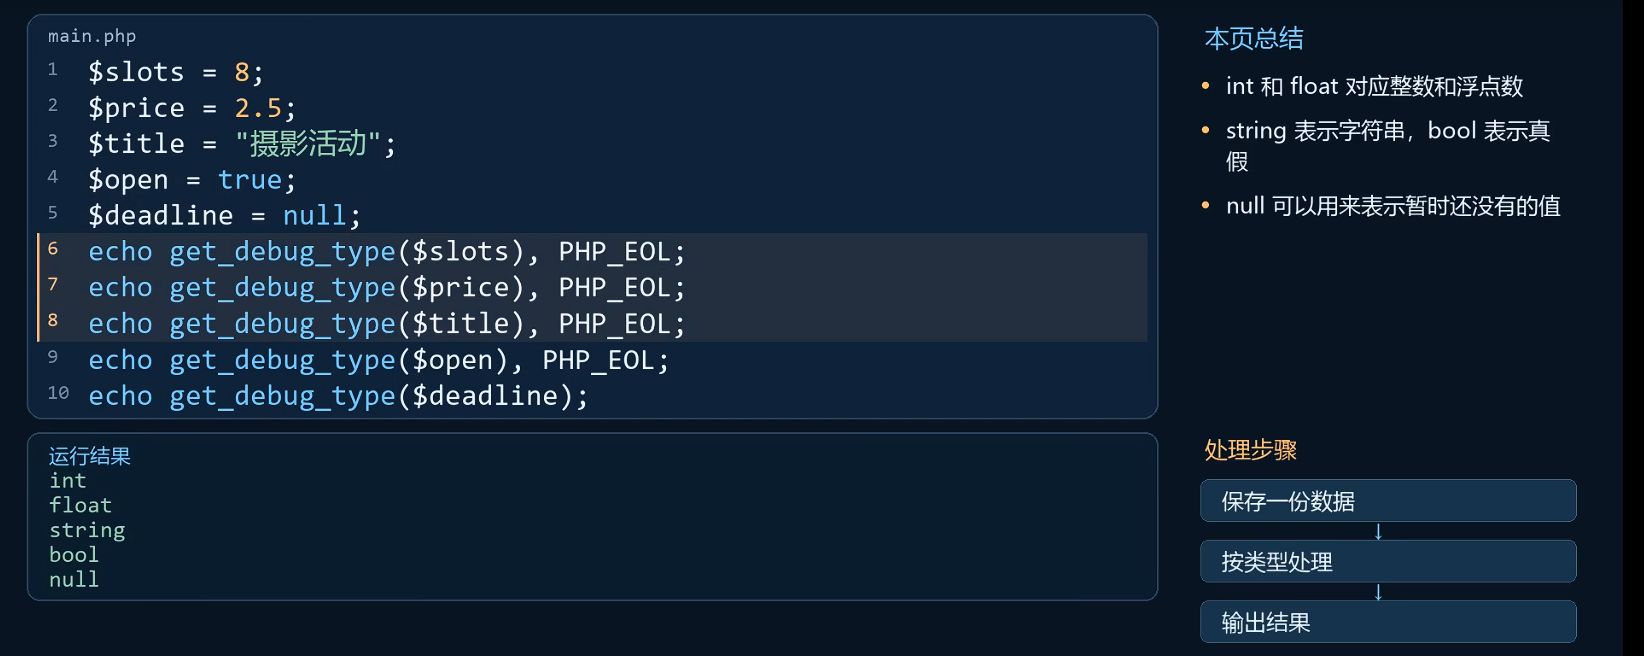 main.php
1 $slots = 8;
2 $price = 2.5;
3 $title = "摄影活动";
4 $open = true;
5 $deadline = null;
6 echo get_debug_type($slots), PHP_EOL;
7 echo get_debug_type($price), PHP_EOL;
8 echo get_debug_type($title), PHP_EOL;
9 echo get_debug_type($open), PHP_EOL;
10 echo get_debug_type($deadline);
运行结果
int
float
string
bool
null
本页总结
• int 和 float 对应整数和浮点数
• string 表示字符串，bool 表示真
假
• null 可以用来表示暂时还没有的值
处理步骤
保存一份数据
↓
按类型处理
↓
输出结果